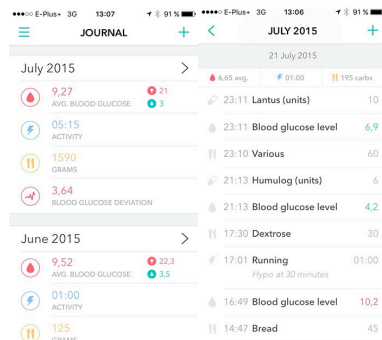 E-Plus+ 3G 13:07 91 %
JOURNAL
July 2015
9,27 21
AVG. BLOOD GLUCOSE 3
05:15
ACTIVITY
1590
GRAMS
3,64
BLOOD GLUCOSE DEVIATION
June 2015
9,52 22,3
AVG. BLOOD GLUCOSE 3,5
01:00
ACTIVITY
125
GRAMS
E-Plus+ 3G 13:06 91 %
JULY 2015
21 July 2015
6,65 avg. 01:00 195 carbs
23:11 Lantus (units) 10
23:11 Blood glucose level 6,9
23:10 Various 60
21:13 Humulog (units) 6
21:13 Blood glucose level 4,2
17:30 Dextrose 30
17:01 Running 01:00
Hypo at 30 minutes
16:49 Blood glucose level 10,2
14:47 Bread 45